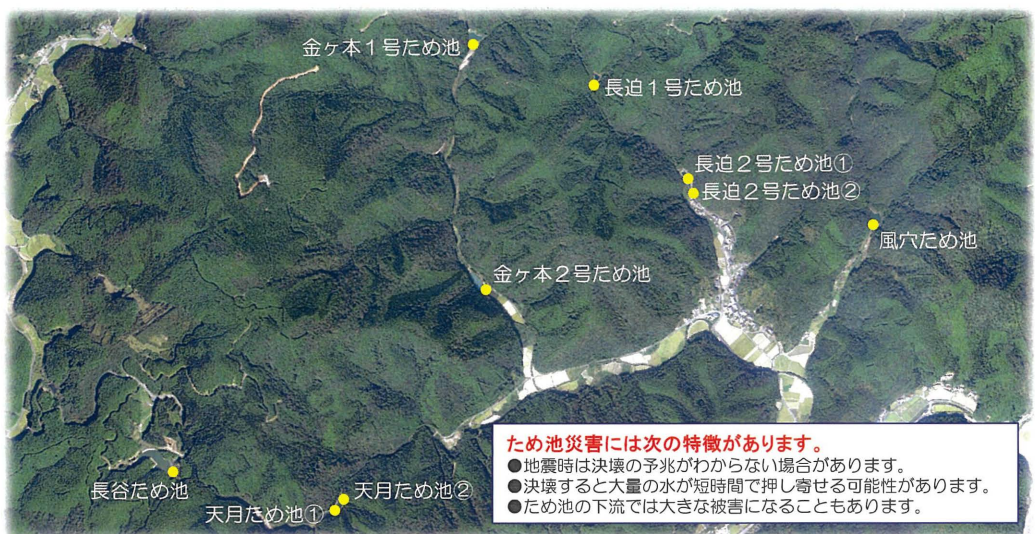 金ヶ本１号ため池
長迫１号ため池
長迫２号ため池①
長迫２号ため池②
風穴ため池
金ヶ本２号ため池
長谷ため池
天月ため池②
天月ため池①
ため池災害には次の特徴があります。
●地震時は決壊の予兆がわからない場合があります。
●決壊すると大量の水が短時間で押し寄せる可能性があります。
●ため池の下流では大きな被害になることもあります。